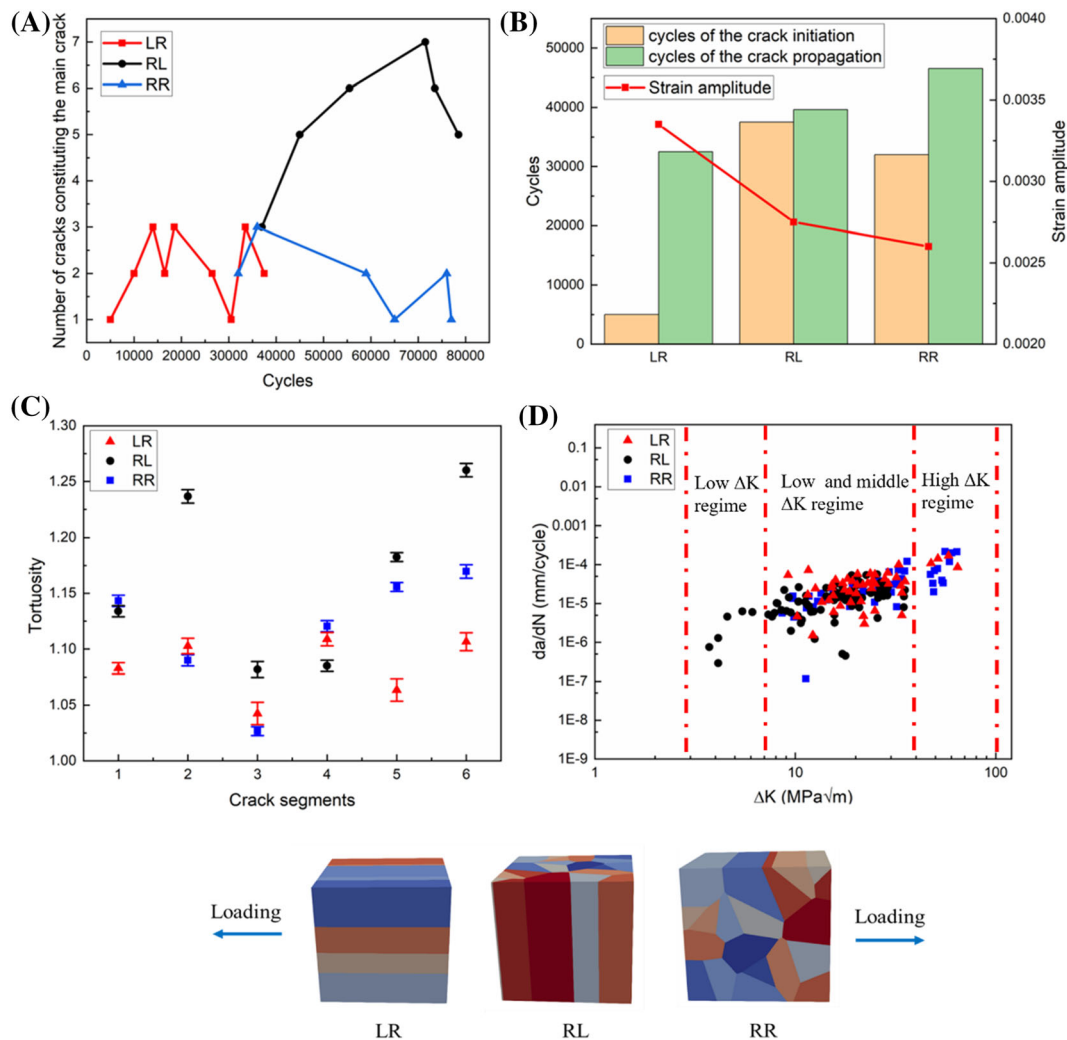 (A)
Number of cracks constituting the main crack
7
6
5
4
3
2
1
LR
RL
RR
0 10000 20000 30000 40000 50000 60000 70000 80000
Cycles
(B)
Cycles
50000
40000
30000
20000
10000
0
cycles of the crack initiation
cycles of the crack propagation
Strain amplitude
LR RL RR
0.0040
0.0035
0.0030
0.0025
0.0020
Strain amplitude
(C)
Tortuosity
1.30
1.25
1.20
1.15
1.10
1.05
1.00
LR
RL
RR
1 2 3 4 5 6
Crack segments
(D)
da/dN (mm/cycle)
0.1
0.01
0.001
1E-4
1E-5
1E-6
1E-7
1E-8
1E-9
LR
RL
RR
Low ΔK
regime
Low and middle
ΔK regime
High ΔK
regime
1 10 100
ΔK (MPa√m)
Loading
Loading
LR RL RR